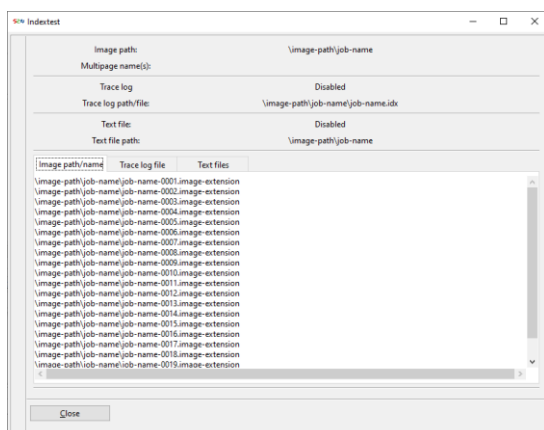 Indextest
Image path: \image-path\job-name
Multipage name(s):
Trace log Disabled
Trace log path/file: \image-path\job-name\job-name.idx
Text file: Disabled
Text file path: \image-path\job-name
Image path/name Trace log file Text files
\image-path\job-name\job-name-0001.image-extension
\image-path\job-name\job-name-0002.image-extension
\image-path\job-name\job-name-0003.image-extension
\image-path\job-name\job-name-0004.image-extension
\image-path\job-name\job-name-0005.image-extension
\image-path\job-name\job-name-0006.image-extension
\image-path\job-name\job-name-0007.image-extension
\image-path\job-name\job-name-0008.image-extension
\image-path\job-name\job-name-0009.image-extension
\image-path\job-name\job-name-0010.image-extension
\image-path\job-name\job-name-0011.image-extension
\image-path\job-name\job-name-0012.image-extension
\image-path\job-name\job-name-0013.image-extension
\image-path\job-name\job-name-0014.image-extension
\image-path\job-name\job-name-0015.image-extension
\image-path\job-name\job-name-0016.image-extension
\image-path\job-name\job-name-0017.image-extension
\image-path\job-name\job-name-0018.image-extension
\image-path\job-name\job-name-0019.image-extension
Close